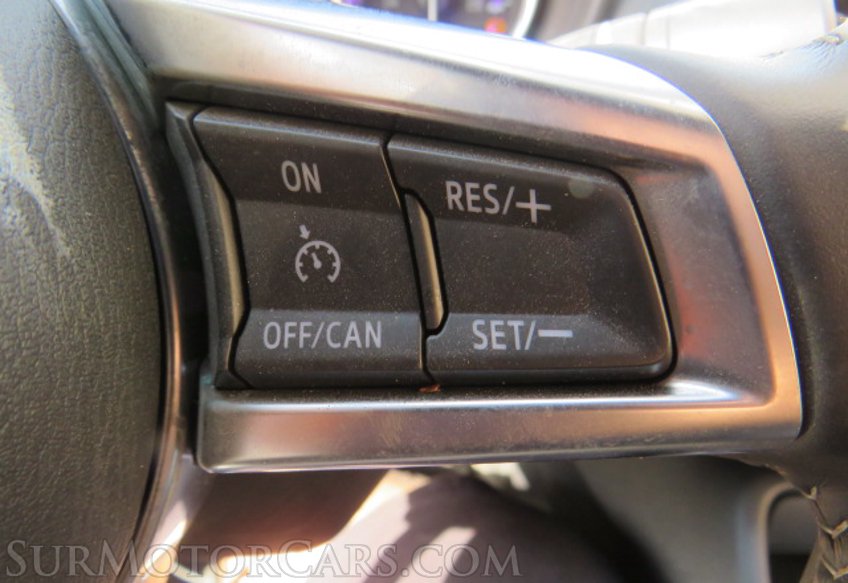 ON
RES/+
OFF/CAN
SET/−
SurMotorCars.com